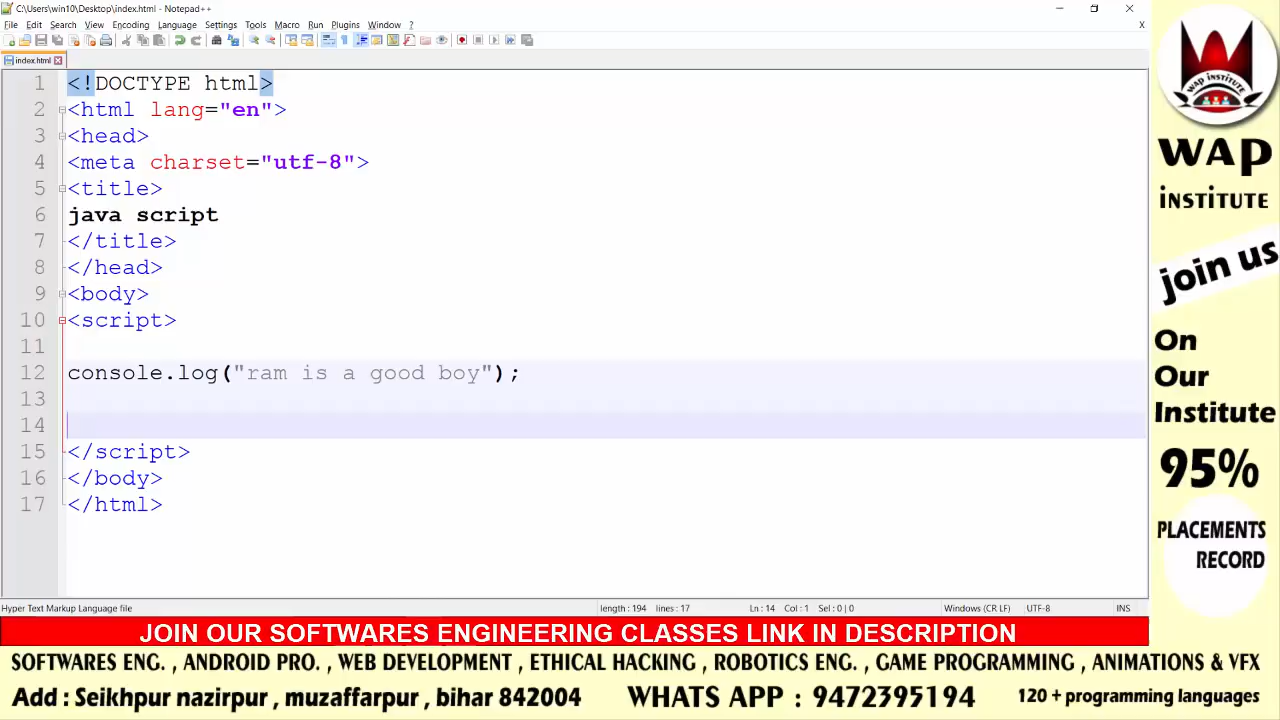 C:\Users\win10\Desktop\index.html - Notepad++
File Edit Search View Encoding Language Settings Tools Macro Run Plugins Window ? X
index.html
1 <!DOCTYPE html>
2 <html lang="en">
3 <head>
4 <meta charset="utf-8">
5 <title>
6 java script
7 </title>
8 </head>
9 <body>
10 <script>
11
12 console.log("ram is a good boy");
13
14
15 </script>
16 </body>
17 </html>
Hyper Text Markup Language file length : 194 lines : 17 Ln : 14 Col : 1 Sel : 0 | 0 Windows (CR LF) UTF-8 INS
WAP INSTITUTE
WAP
INSTITUTE
join us
On
Our
Institute
95%
PLACEMENTS
RECORD
JOIN OUR SOFTWARES ENGINEERING CLASSES LINK IN DESCRIPTION
SOFTWARES ENG. , ANDROID PRO. , WEB DEVELOPMENT , ETHICAL HACKING , ROBOTICS ENG. , GAME PROGRAMMING , ANIMATIONS & VFX
Add : Seikhpur nazirpur , muzaffarpur , bihar 842004 WHATS APP : 9472395194 120 + programming languages